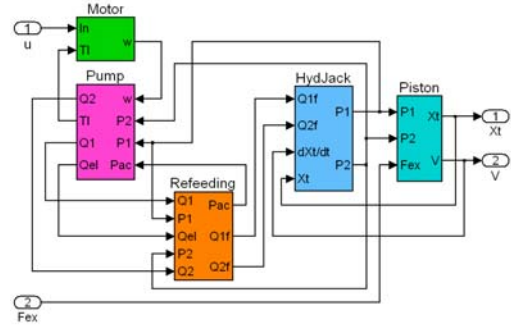 Motor
1
u
In
Tl
w
Pump
Q2
Tl
Q1
Qel
w
P2
P1
Pac
Refeeding
Q1
P1
Qel
P2
Q2
Pac
Q1f
Q2f
HydJack
Q1f
Q2f
dXt/dt
Xt
P1
P2
Piston
P1
P2
Fex
Xt
V
1
Xt
2
V
2
Fex